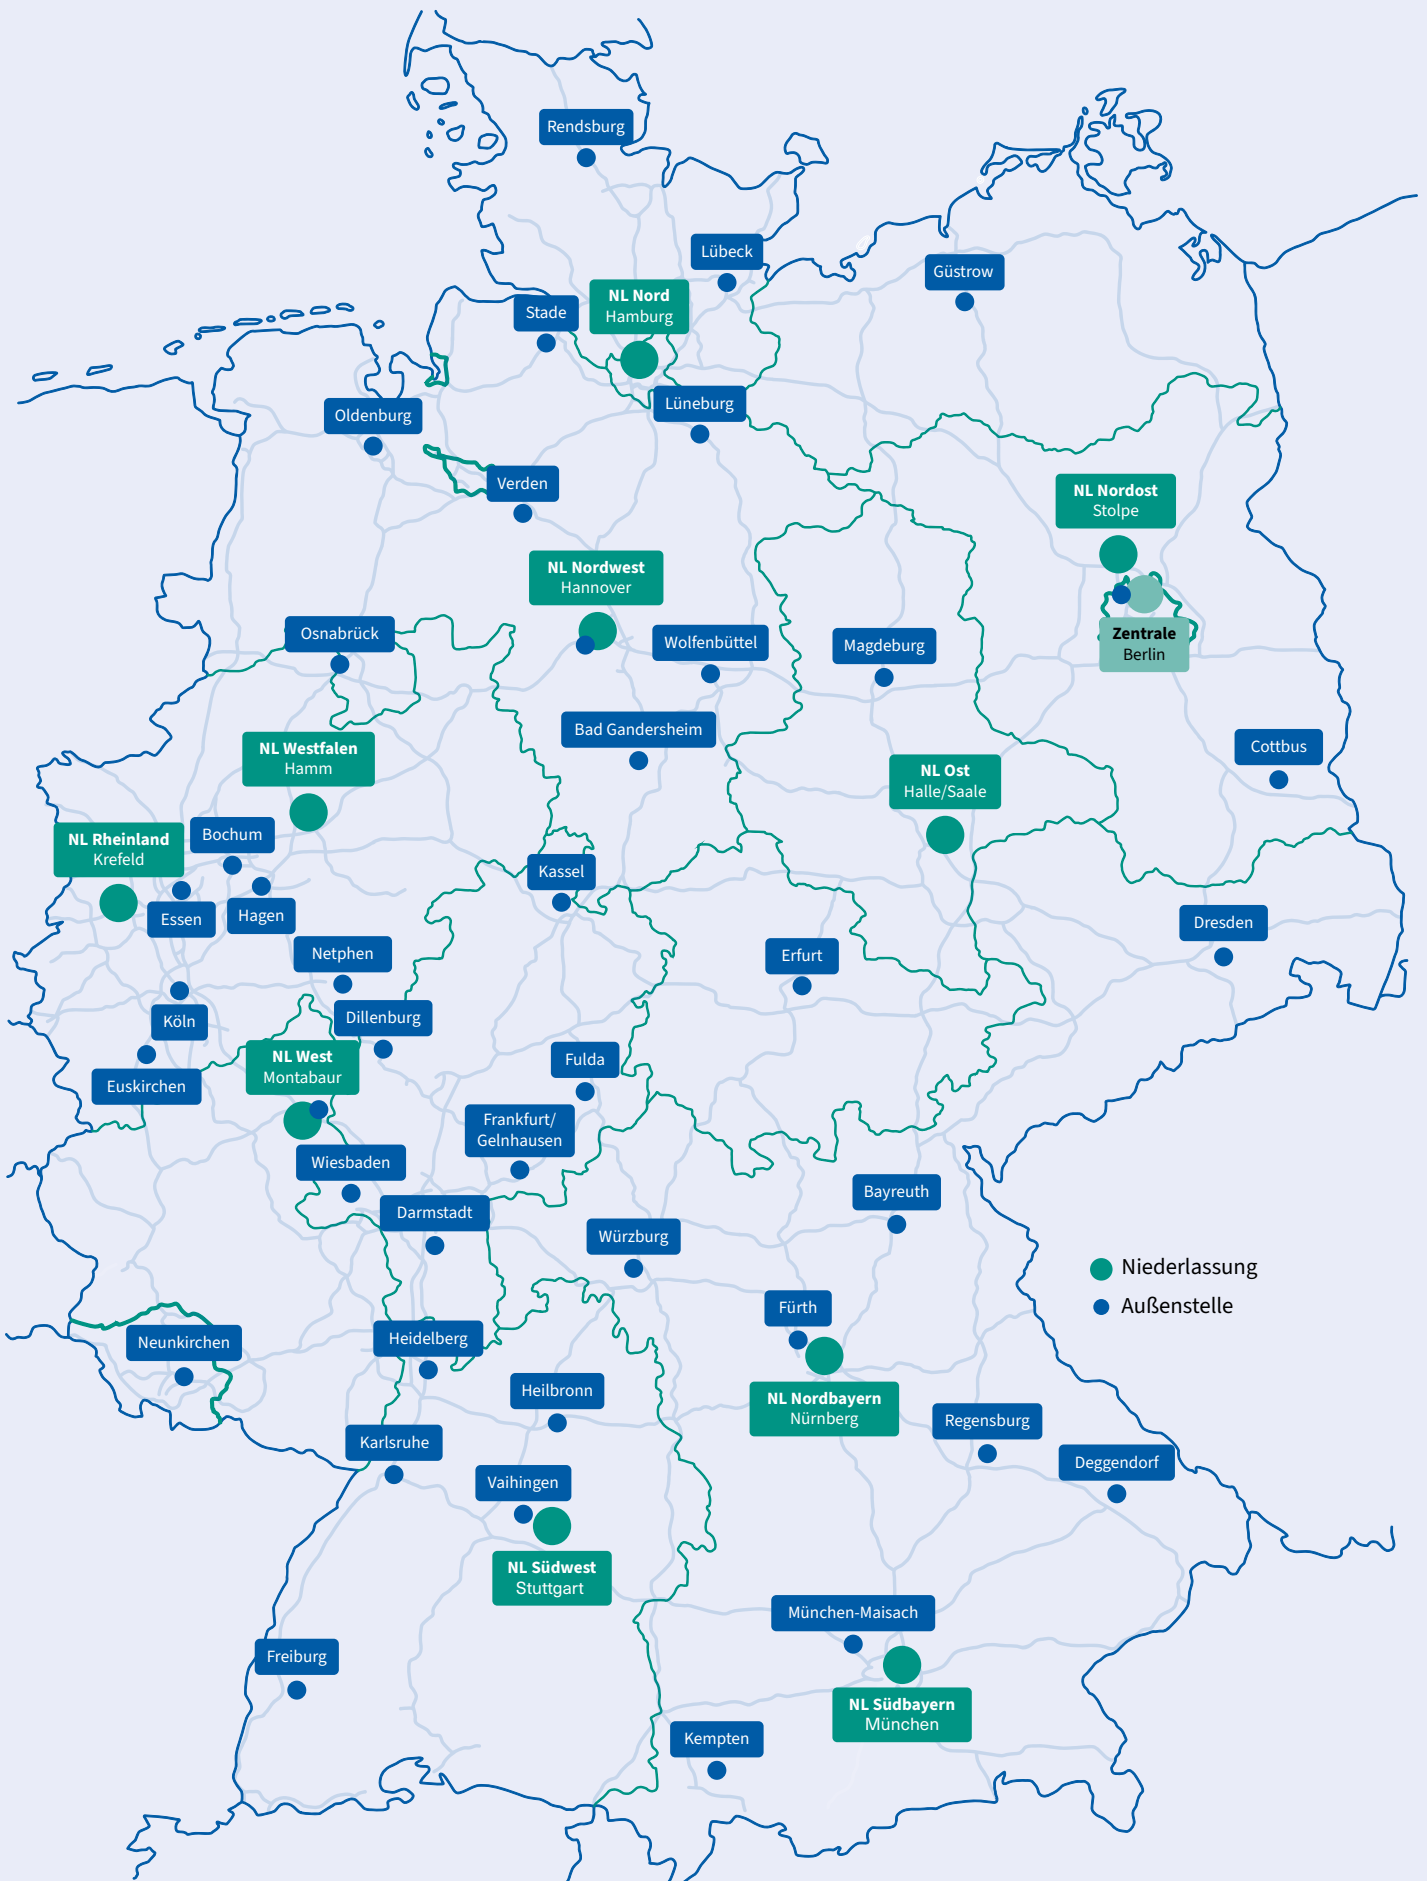 Rendsburg
Lübeck
Güstrow
NL Nord
Hamburg
Stade
Lüneburg
Oldenburg
Verden
NL Nordost
Stolpe
NL Nordwest
Hannover
Osnabrück
Wolfenbüttel
Magdeburg
Zentrale
Berlin
Bad Gandersheim
NL Westfalen
Hamm
Cottbus
NL Ost
Halle/Saale
NL Rheinland
Krefeld
Bochum
Kassel
Essen
Hagen
Dresden
Netphen
Erfurt
Köln
Dillenburg
NL West
Montabaur
Fulda
Euskirchen
Frankfurt/
Gelnhausen
Wiesbaden
Bayreuth
Darmstadt
Würzburg
Niederlassung
Außenstelle
Fürth
Neunkirchen
Heidelberg
Heilbronn
NL Nordbayern
Nürnberg
Regensburg
Karlsruhe
Deggendorf
Vaihingen
NL Südwest
Stuttgart
München-Maisach
Freiburg
NL Südbayern
München
Kempten